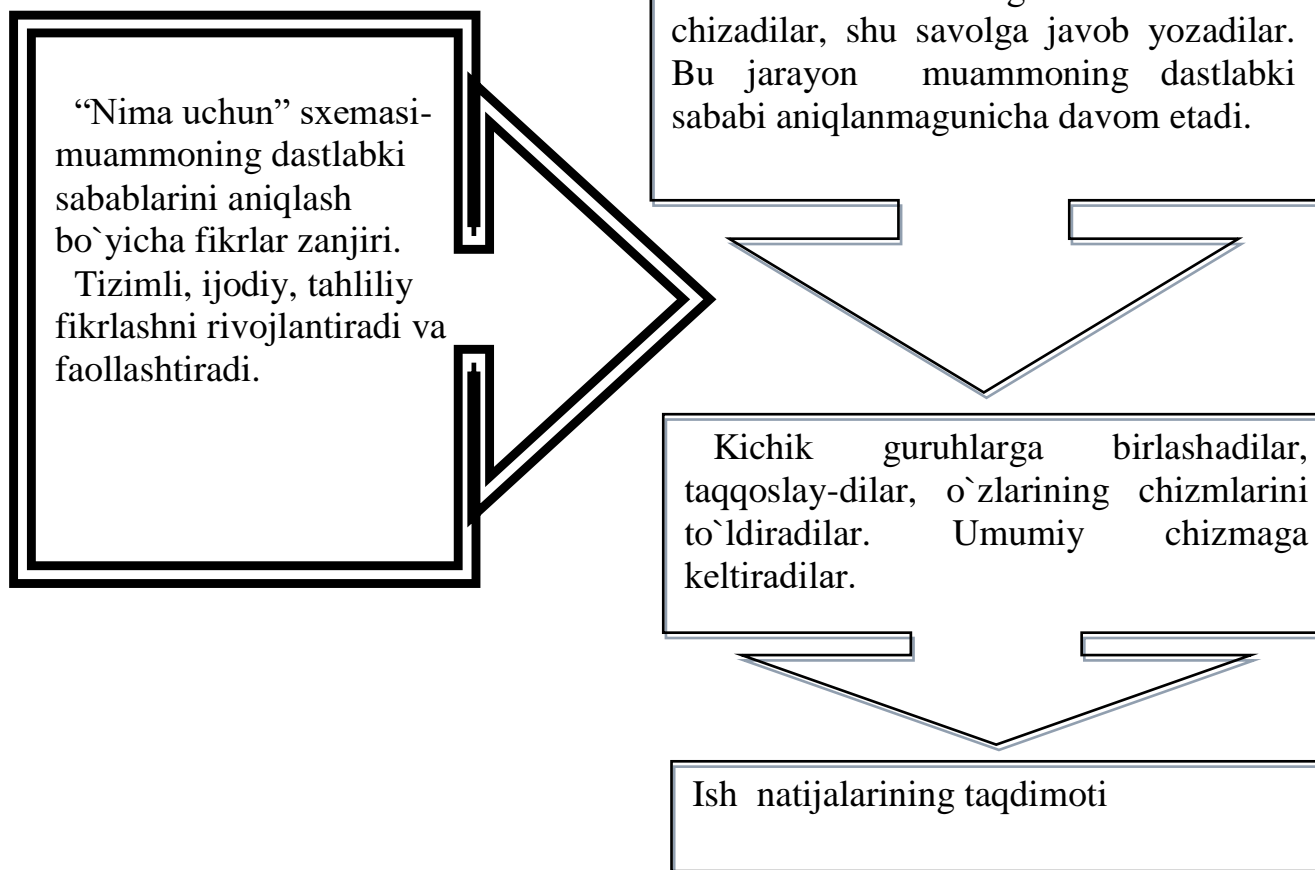 “Nima uchun” sxemasi-
muammoning dastlabki
sabablarini aniqlash
bo`yicha fikrlar zanjiri.
Tizimli, ijodiy, tahliliy
fikrlashni rivojlantiradi va
faollashtiradi.
chizadilar, shu savolga javob yozadilar.
Bu jarayon muammoning dastlabki
sababi aniqlanmagunicha davom etadi.
Kichik guruhlarga birlashadilar,
taqqoslay-dilar, o`zlarining chizmlarini
to`ldiradilar. Umumiy chizmaga
keltiradilar.
Ish natijalarining taqdimoti